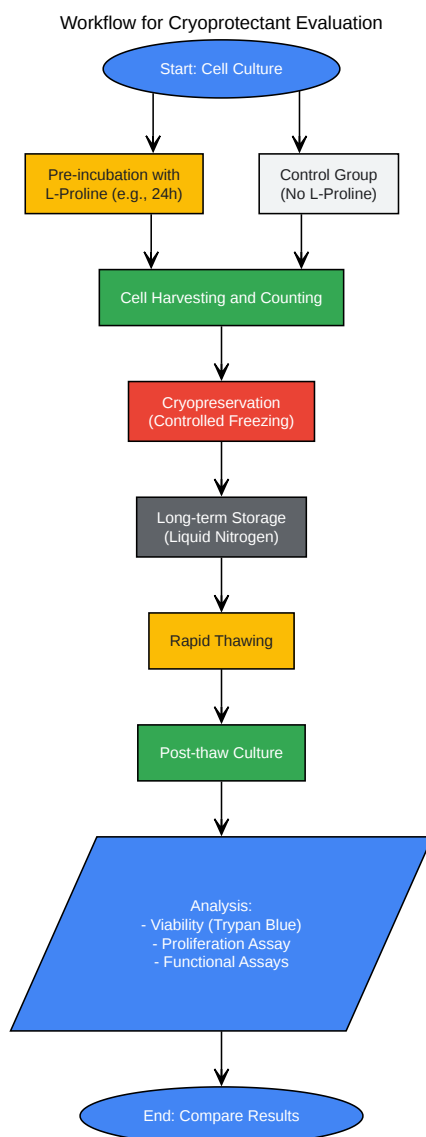 Workflow for Cryoprotectant Evaluation
Start: Cell Culture
Pre-incubation with
L-Proline (e.g., 24h)
Control Group
(No L-Proline)
Cell Harvesting and Counting
Cryopreservation
(Controlled Freezing)
Long-term Storage
(Liquid Nitrogen)
Rapid Thawing
Post-thaw Culture
Analysis:
- Viability (Trypan Blue)
- Proliferation Assay
- Functional Assays
End: Compare Results